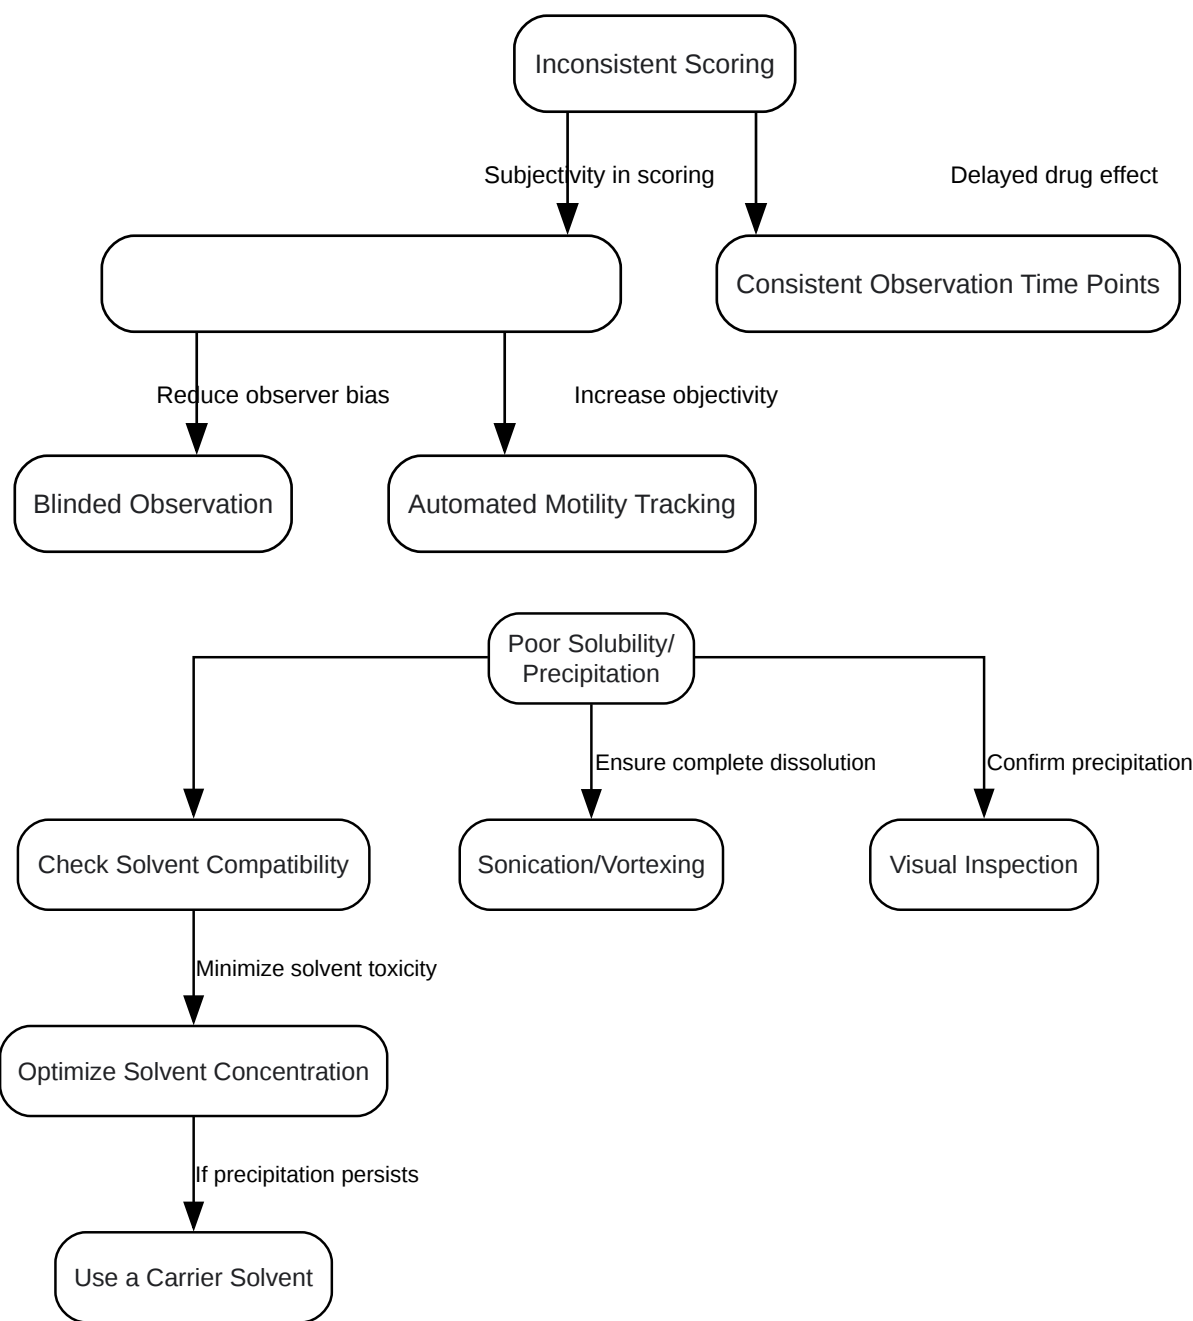 Inconsistent Scoring
Subjectivity in scoring
Delayed drug effect
Consistent Observation Time Points
Reduce observer bias
Increase objectivity
Blinded Observation
Automated Motility Tracking
Poor Solubility/
Precipitation
Ensure complete dissolution
Confirm precipitation
Check Solvent Compatibility
Sonication/Vortexing
Visual Inspection
Minimize solvent toxicity
Optimize Solvent Concentration
If precipitation persists
Use a Carrier Solvent